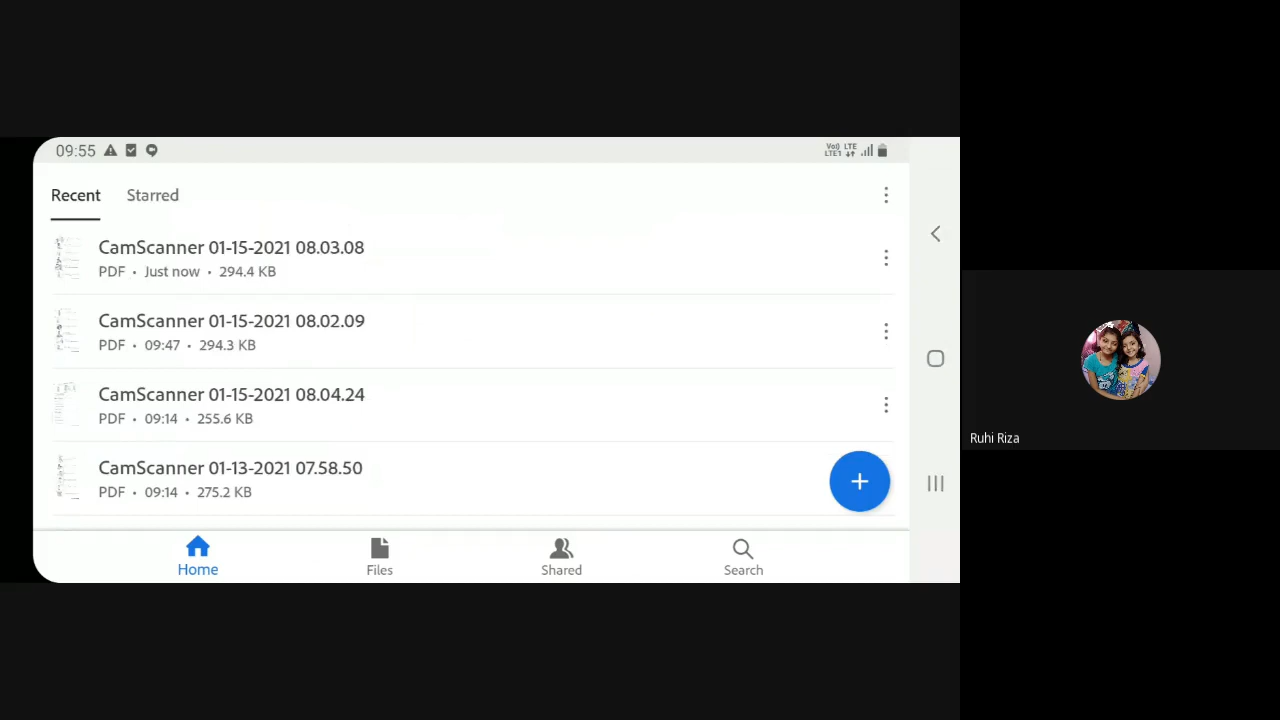 09:55
Vo)) LTE
LTE1
Recent Starred
CamScanner 01-15-2021 08.03.08
PDF • Just now • 294.4 KB
CamScanner 01-15-2021 08.02.09
PDF • 09:47 • 294.3 KB
CamScanner 01-15-2021 08.04.24
PDF • 09:14 • 255.6 KB
CamScanner 01-13-2021 07.58.50
PDF • 09:14 • 275.2 KB
Home Files Shared Search
Ruhi Riza